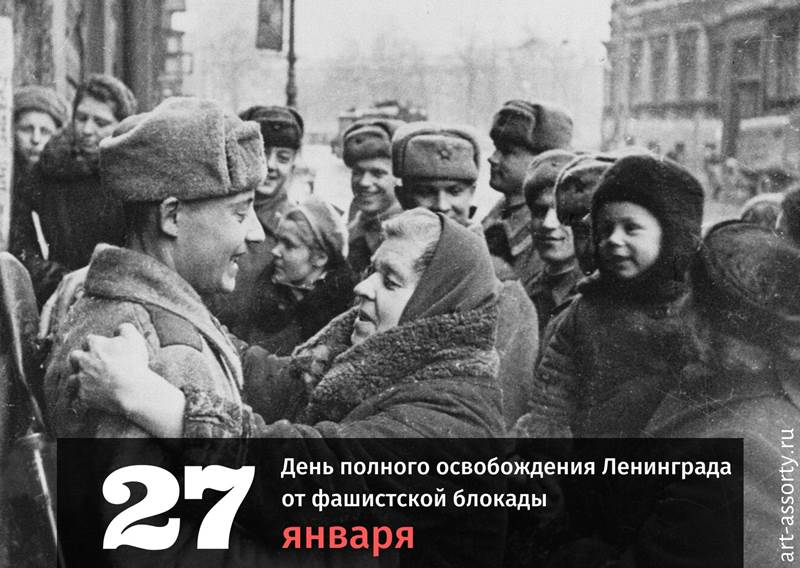 27
День полного освобождения Ленинграда
от фашистской блокады
января
art-assorty.ru